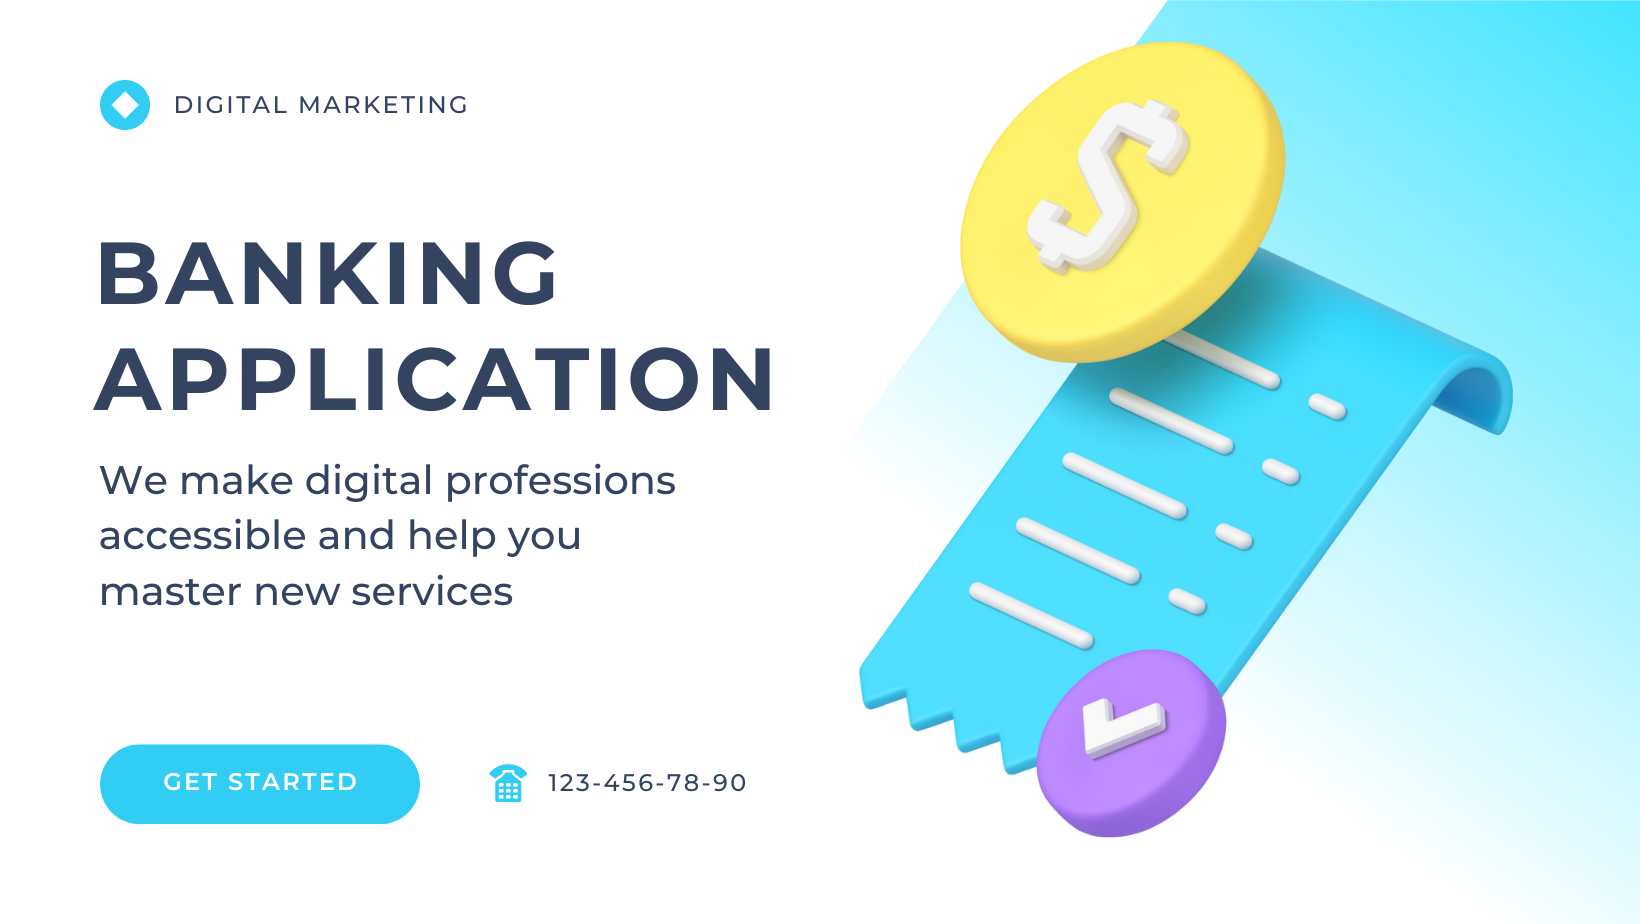 DIGITAL MARKETING
BANKING
APPLICATION
We make digital professions
accessible and help you
master new services
GET STARTED
123-456-78-90
$